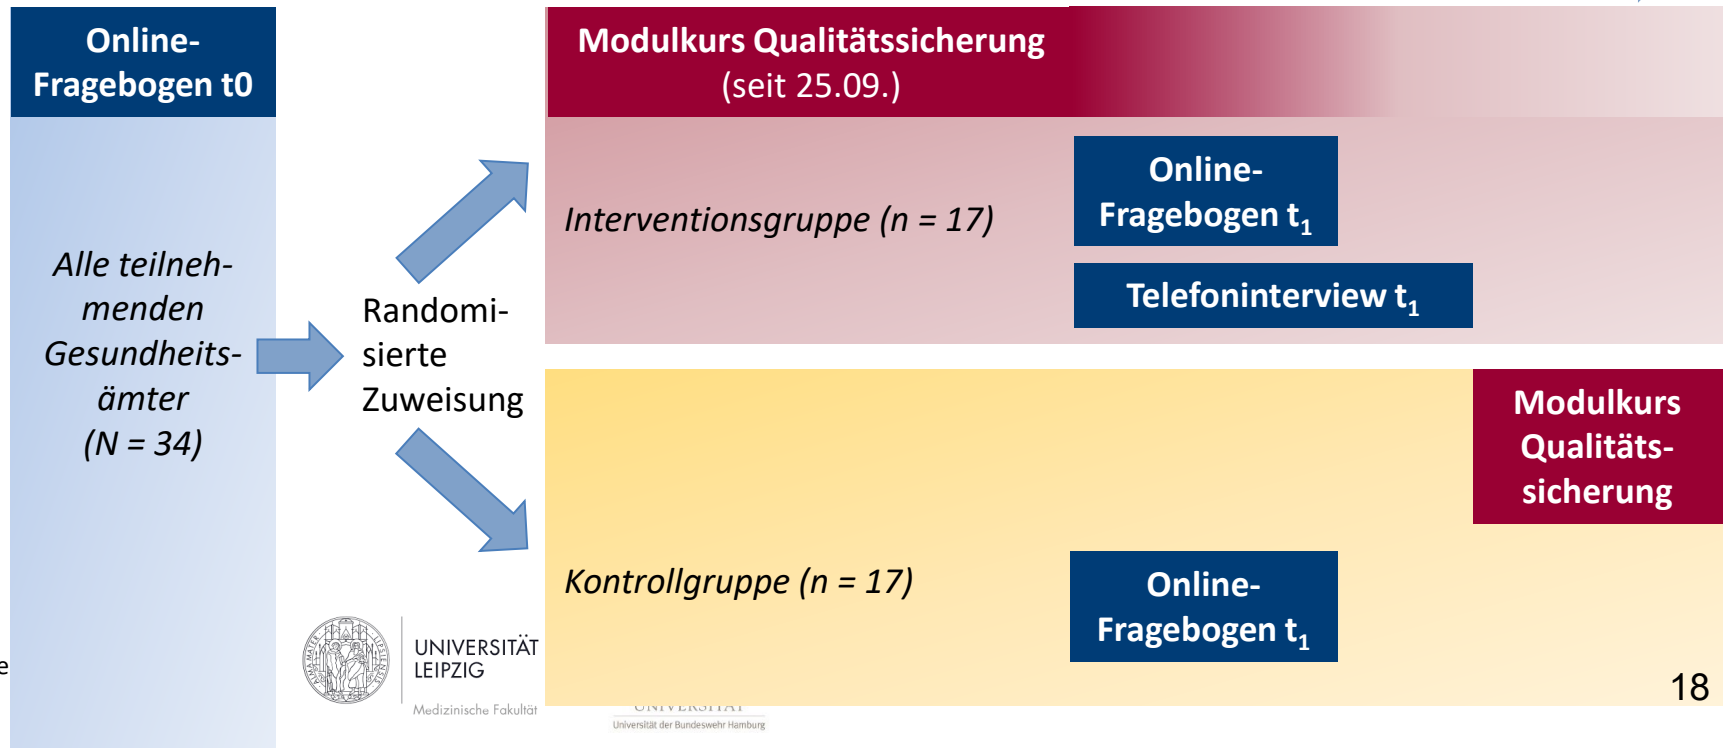 Online-
Fragebogen t0
Alle teilneh-
menden
Gesundheits-
ämter
(N = 34)
Randomi-
sierte
Zuweisung
Modulkurs Qualitätssicherung
(seit 25.09.)
Interventionsgruppe (n = 17)
Online-
Fragebogen t1
Telefoninterview t1
Kontrollgruppe (n = 17)
Online-
Fragebogen t1
Modulkurs
Qualitäts-
sicherung
e
UNIVERSITÄT
LEIPZIG
Medizinische Fakultät
UNIVERSITÄT
Universität der Bundeswehr Hamburg
18